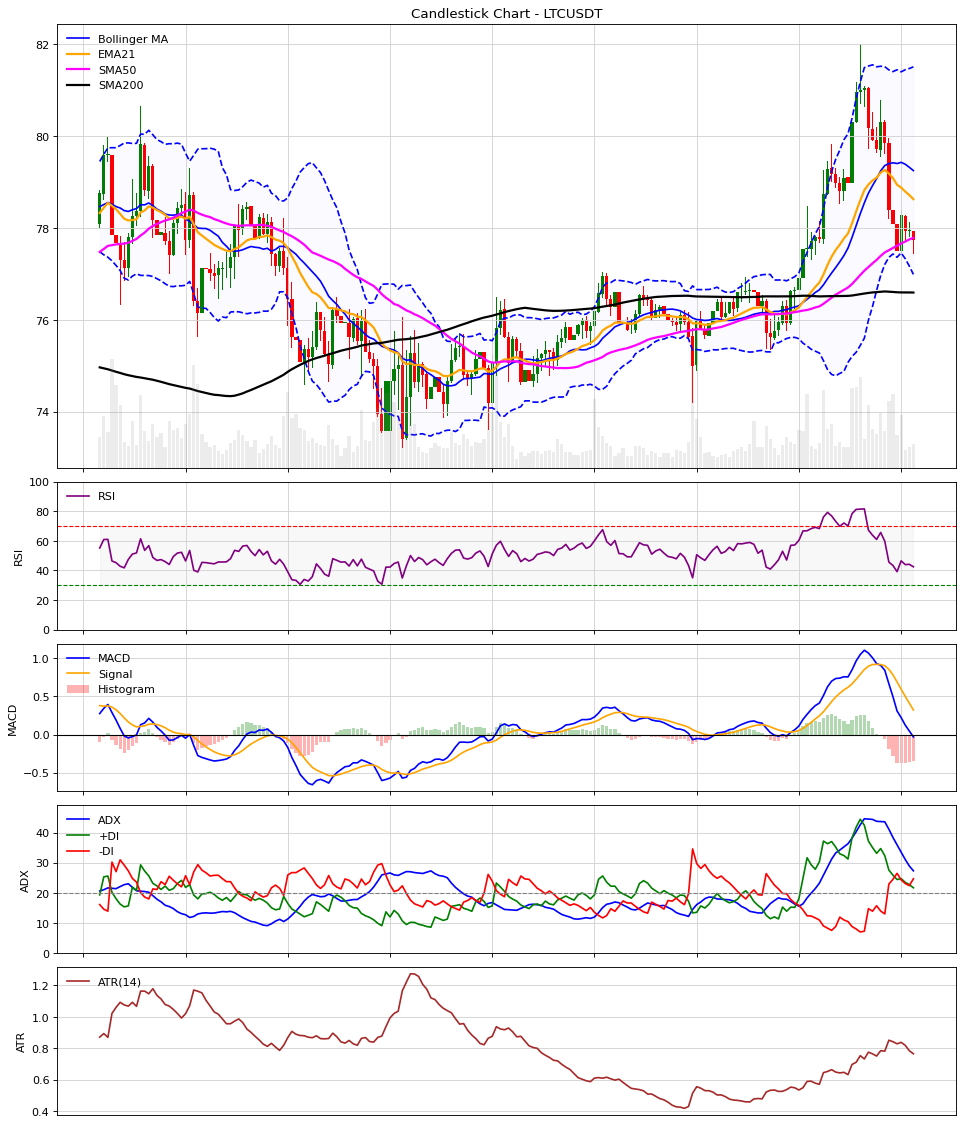 Candlestick Chart - LTCUSDT
Bollinger MA
EMA21
SMA50
SMA200
82
80
78
76
74
RSI
RSI
100
80
60
40
20
0
MACD
MACD
Signal
Histogram
1.0
0.5
0.0
−0.5
ADX
ADX
+DI
-DI
40
30
20
10
0
ATR
ATR(14)
1.2
1.0
0.8
0.6
0.4